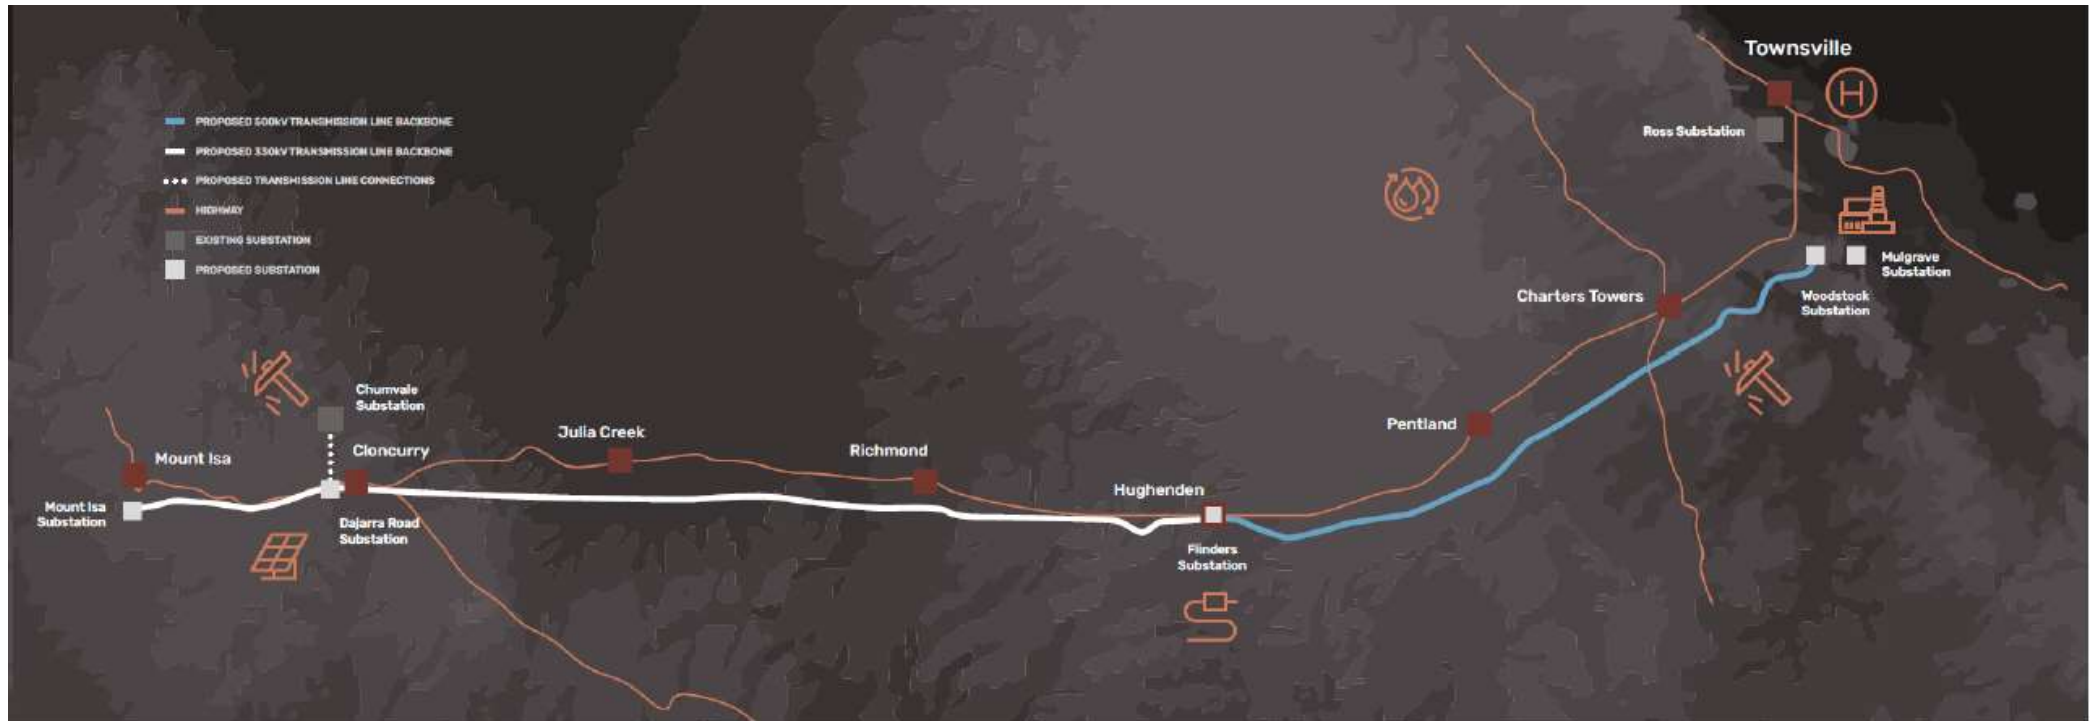 Townsville
H
Ross Substation
PROPOSED 500kV TRANSMISSION LINE BACKBONE
PROPOSED 330kV TRANSMISSION LINE BACKBONE
PROPOSED TRANSMISSION LINE CONNECTIONS
HIGHWAY
EXISTING SUBSTATION
PROPOSED SUBSTATION
Mulgrave
Substation
Woodstock
Substation
Charters Towers
Pentland
Chumvale
Substation
Julia Creek
Richmond
Cloncurry
Mount Isa
Hughenden
Mount Isa
Substation
Dajarra Road
Substation
Flinders
Substation